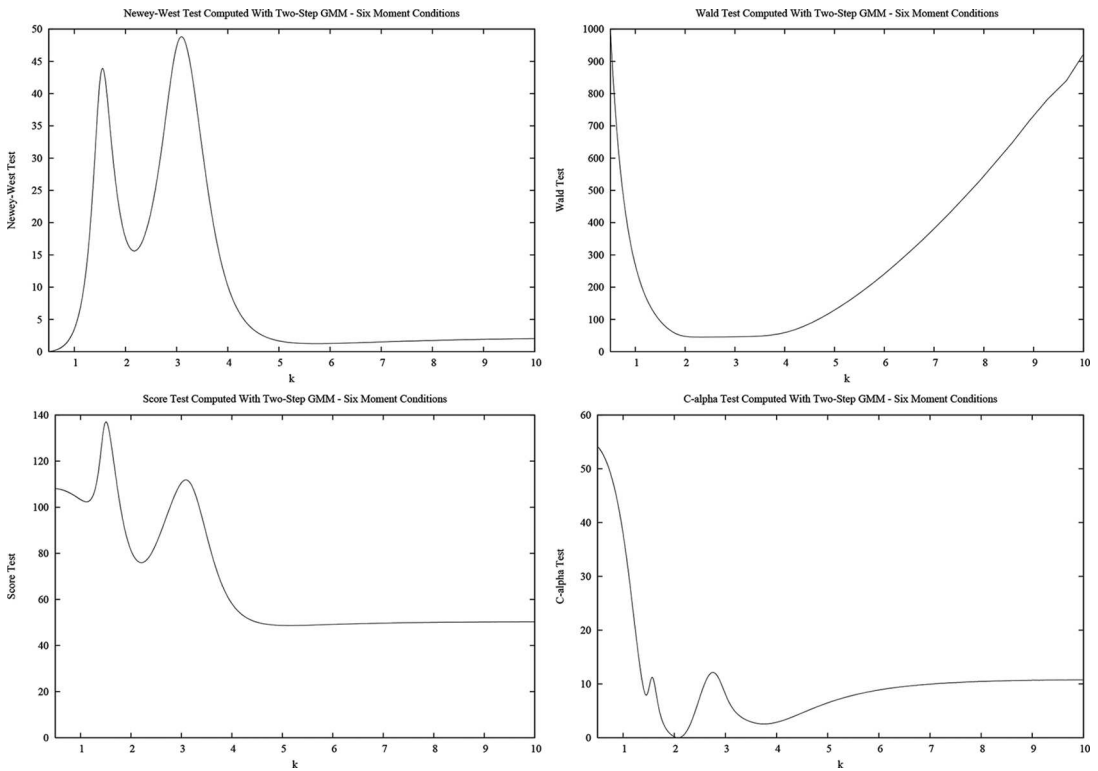 Newey-West Test Computed With Two-Step GMM - Six Moment Conditions
50
45
40
35
30
25
20
15
10
5
0
Newey-West Test
1 2 3 4 5 6 7 8 9 10
k
Wald Test Computed With Two-Step GMM - Six Moment Conditions
1000
900
800
700
600
500
400
300
200
100
0
Wald Test
1 2 3 4 5 6 7 8 9 10
k
Score Test Computed With Two-Step GMM - Six Moment Conditions
140
120
100
80
60
40
20
0
Score Test
1 2 3 4 5 6 7 8 9 10
k
C-alpha Test Computed With Two-Step GMM - Six Moment Conditions
60
50
40
30
20
10
0
C-alpha Test
1 2 3 4 5 6 7 8 9 10
k